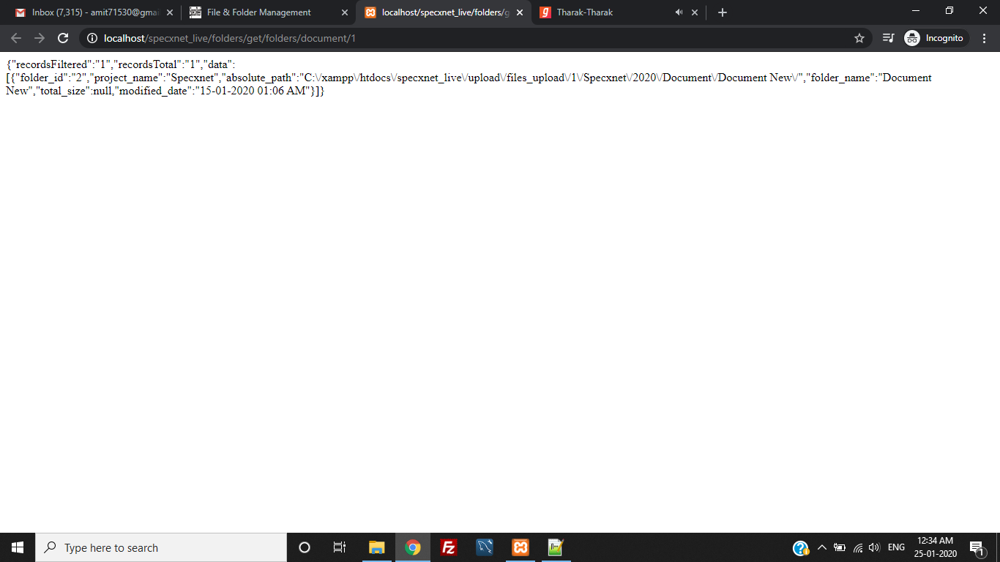 Inbox (7,315) - amit71530@gmai
File & Folder Management
localhost/specxnet_live/folders/g
Tharak-Tharak
localhost/specxnet_live/folders/get/folders/document/1
Incognito
{"recordsFiltered":"1","recordsTotal":"1","data":
[{"folder_id":"2","project_name":"Specxnet","absolute_path":"C:\/xampp\/htdocs\/specxnet_live\/upload\/files_upload\/1\/Specxnet\/2020\/Document\/Document New\/","folder_name":"Document
New","total_size":null,"modified_date":"15-01-2020 01:06 AM"}]}
Type here to search
ENG
12:34 AM
25-01-2020
1